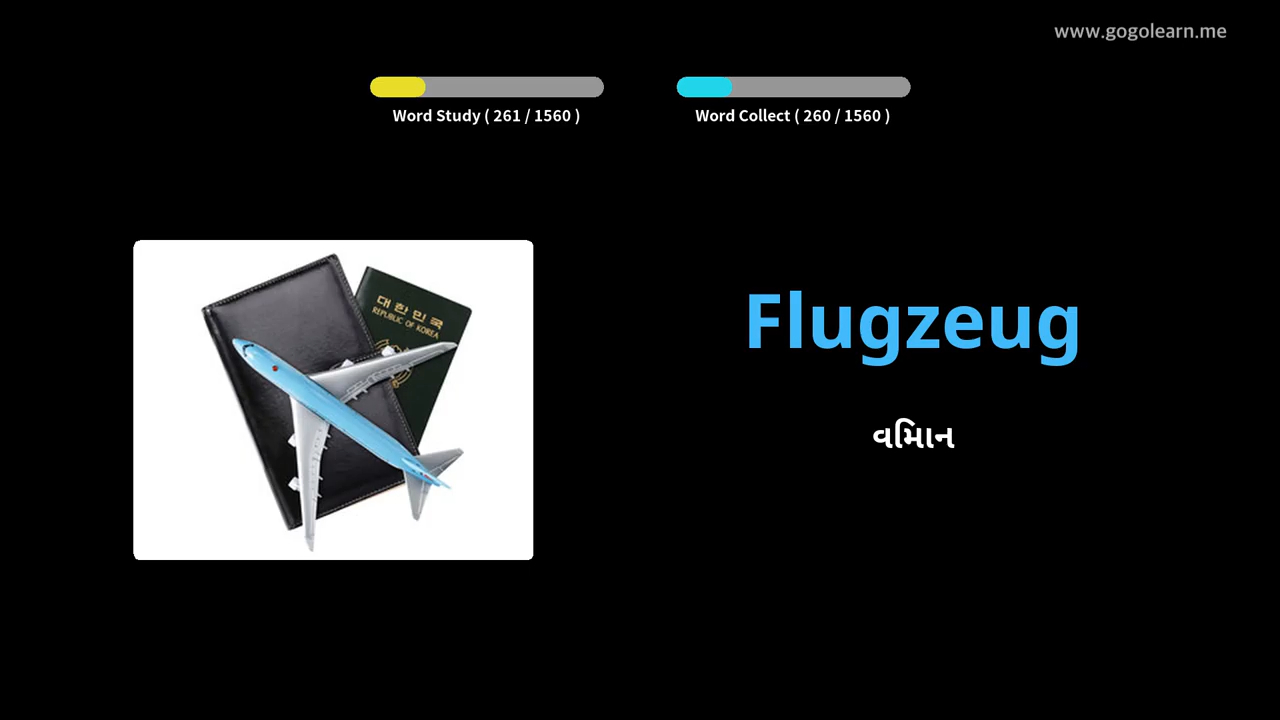 www.gogolearn.me
Word Study ( 261 / 1560 )
Word Collect ( 260 / 1560 )
대한민국
REPUBLIC OF KOREA
Flugzeug
વિમાન